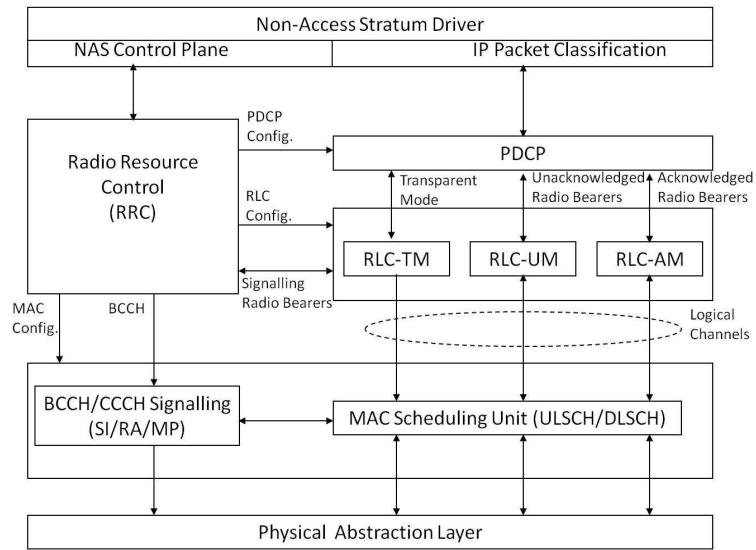 Non-Access Stratum Driver
NAS Control Plane
IP Packet Classification
PDCP
Config.
Radio Resource
Control
(RRC)
PDCP
Transparent
Mode
Unacknowledged
Radio Bearers
Acknowledged
Radio Bearers
RLC
Config.
RLC-TM
RLC-UM
RLC-AM
Signalling
Radio Bearers
MAC
Config.
BCCH
Logical
Channels
BCCH/CCCH Signalling
(SI/RA/MP)
MAC Scheduling Unit (ULSCH/DLSCH)
Physical Abstraction Layer